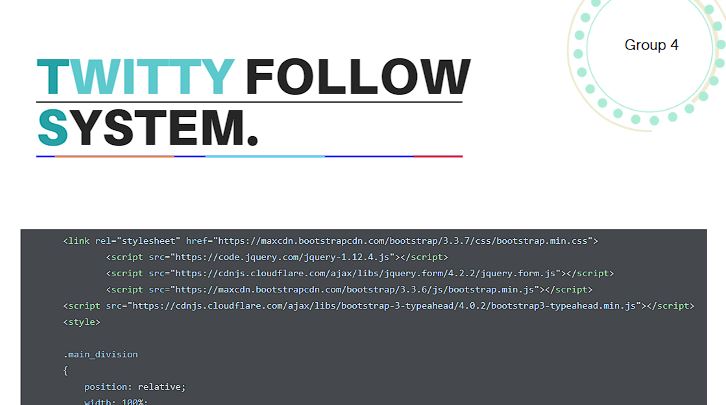 Group 4
TWITTY FOLLOW
SYSTEM.
<link rel="stylesheet" href="https://maxcdn.bootstrapcdn.com/bootstrap/3.3.7/css/bootstrap.min.css">
<script src="https://code.jquery.com/jquery-1.12.4.js"></script>
<script src="https://cdnjs.cloudflare.com/ajax/libs/jquery.form/4.2.2/jquery.form.js"></script>
<script src="https://maxcdn.bootstrapcdn.com/bootstrap/3.3.6/js/bootstrap.min.js"></script>
<script src="https://cdnjs.cloudflare.com/ajax/libs/bootstrap-3-typeahead/4.0.2/bootstrap3-typeahead.min.js"></script>
<style>
.main_division
{
position: relative;
width: 100%;